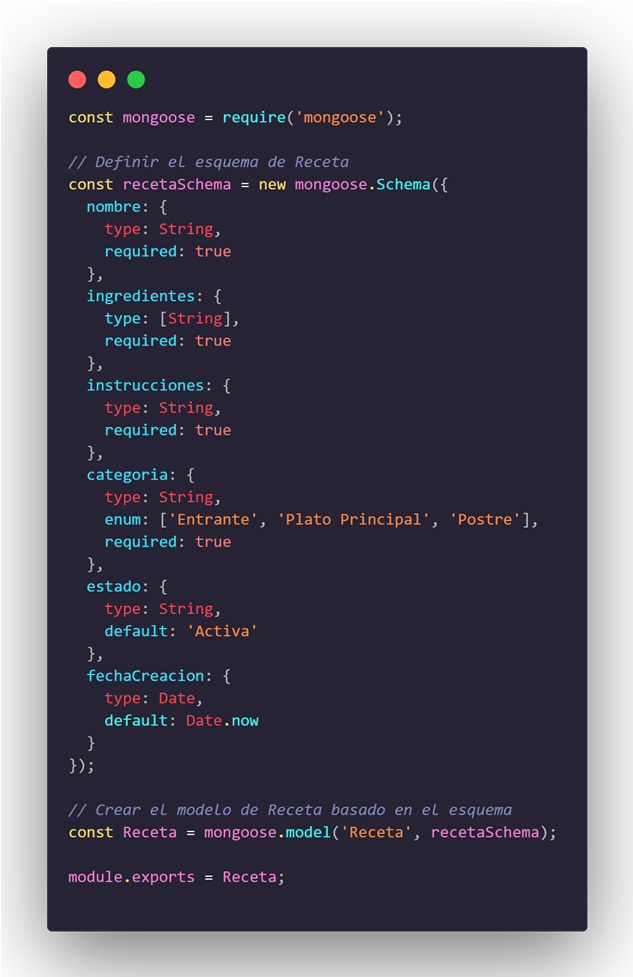 const mongoose = require('mongoose');
// Definir el esquema de Receta
const recetaSchema = new mongoose.Schema({
  nombre: {
    type: String,
    required: true
  },
  ingredientes: {
    type: [String],
    required: true
  },
  instrucciones: {
    type: String,
    required: true
  },
  categoria: {
    type: String,
    enum: ['Entrante', 'Plato Principal', 'Postre'],
    required: true
  },
  estado: {
    type: String,
    default: 'Activa'
  },
  fechaCreacion: {
    type: Date,
    default: Date.now
  }
});
// Crear el modelo de Receta basado en el esquema
const Receta = mongoose.model('Receta', recetaSchema);
module.exports = Receta;